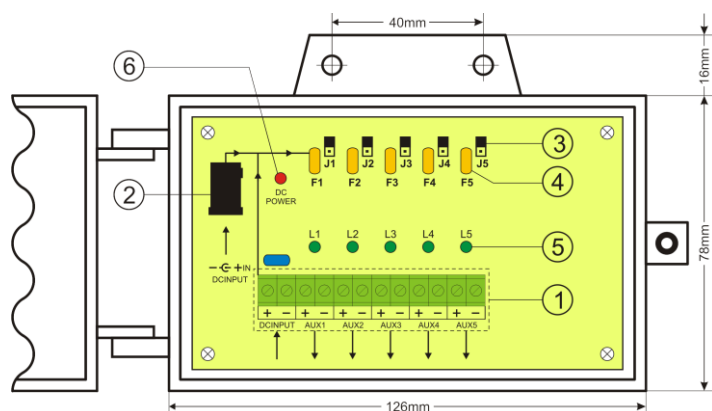 40mm
16mm
6
J1 J2 J3 J4 J5
3
F1 F2 F3 F4 F5
4
2
DC
POWER
L1 L2 L3 L4 L5
5
− + IN
DCINPUT
78mm
1
+ − + − + − + − + − + −
DCINPUT AUX1 AUX2 AUX3 AUX4 AUX5
126mm